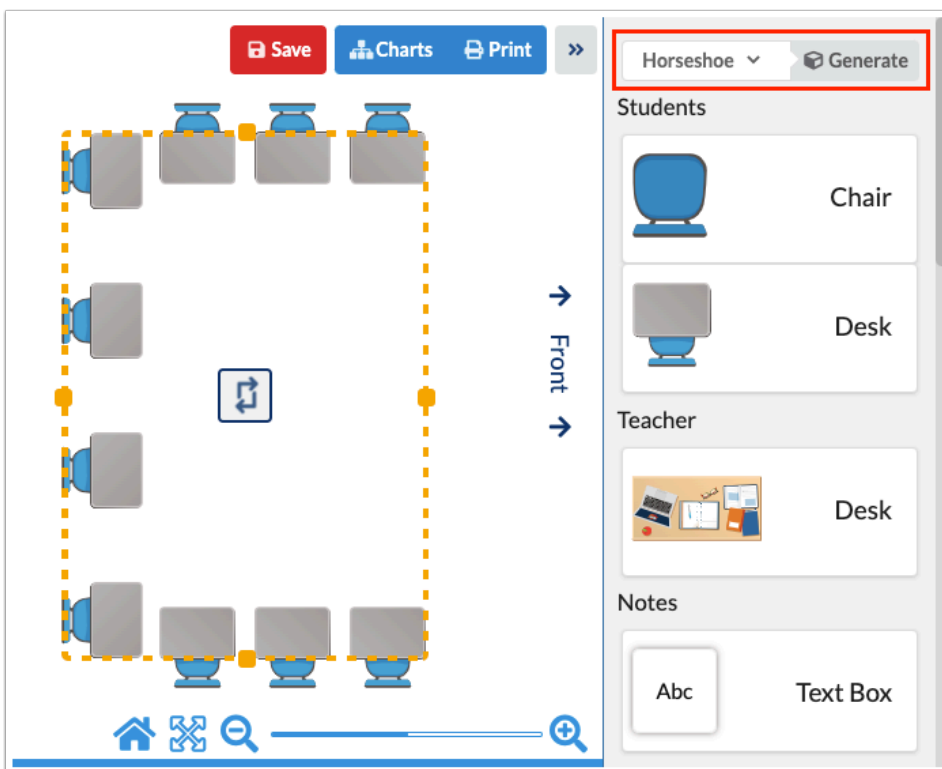 Save Charts Print »
Horseshoe Generate
Students
Chair
Desk
Front
Teacher
Desk
Notes
Abc Text Box